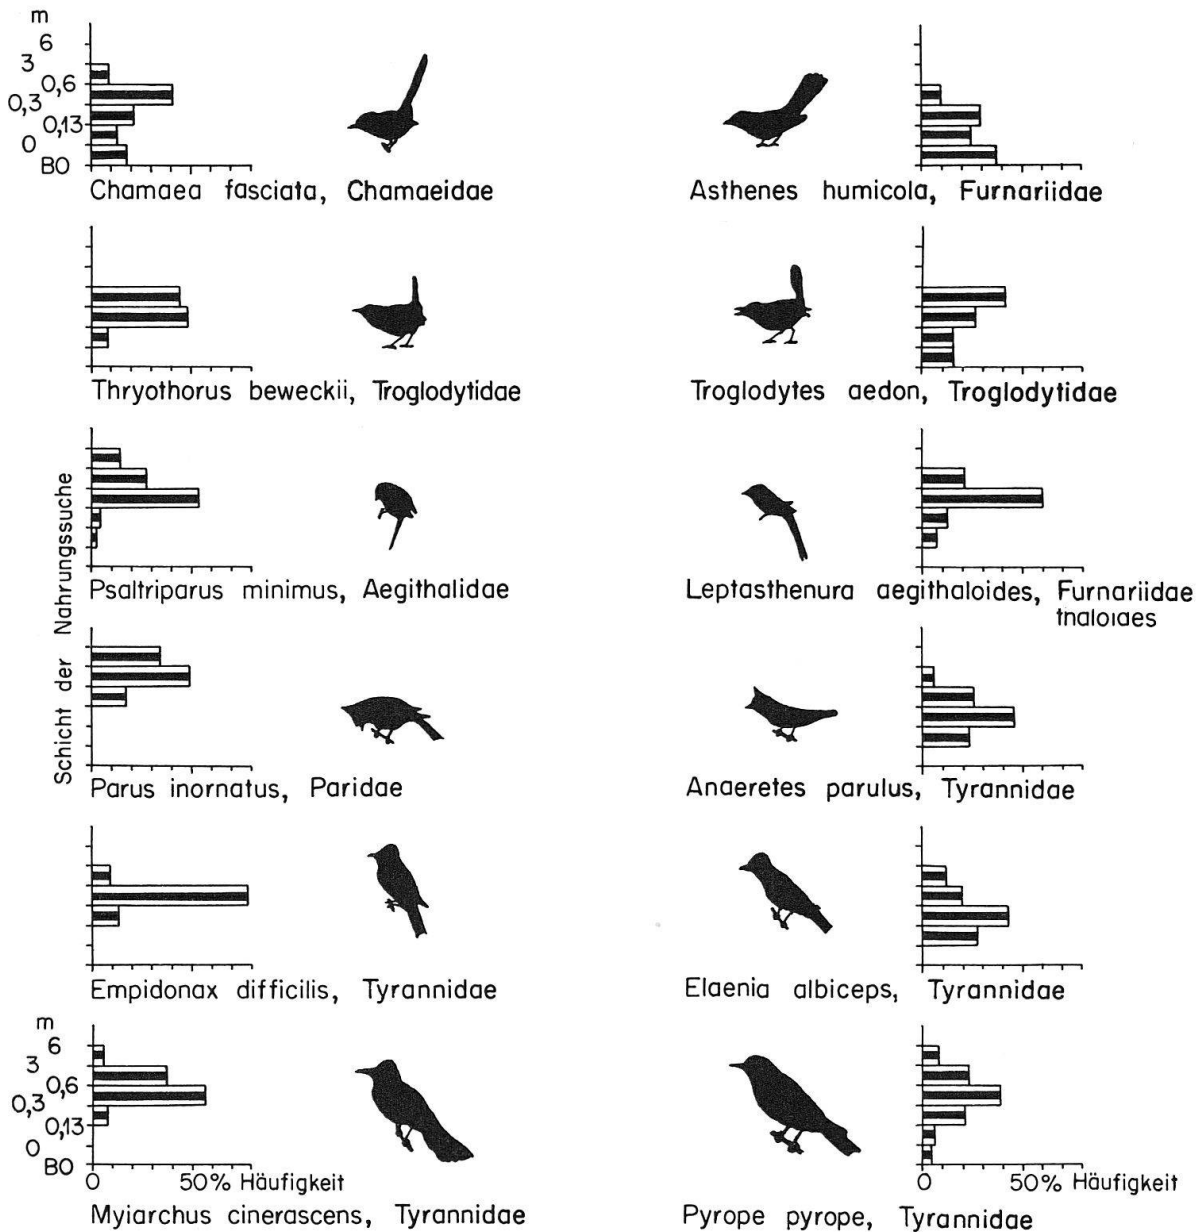 m
6
3
0,6
0,3
0,13
0
BO
Chamaea fasciata, Chamaeidae
Asthenes humicola, Furnariidae
Thryothorus beweckii, Troglodytidae
Troglodytes aedon, Troglodytidae
Schicht der Nahrungssuche
Psaltriparus minimus, Aegithalidae
Leptasthenura aegithaloides, Furnariidae
thaloides
Parus inornatus, Paridae
Anaeretes parulus, Tyrannidae
Empidonax difficilis, Tyrannidae
Elaenia albiceps, Tyrannidae
m
6
3
0,6
0,3
0,13
0
BO
0 50% Häufigkeit
0 50% Häufigkeit
Myiarchus cinerascens, Tyrannidae
Pyrope pyrope, Tyrannidae